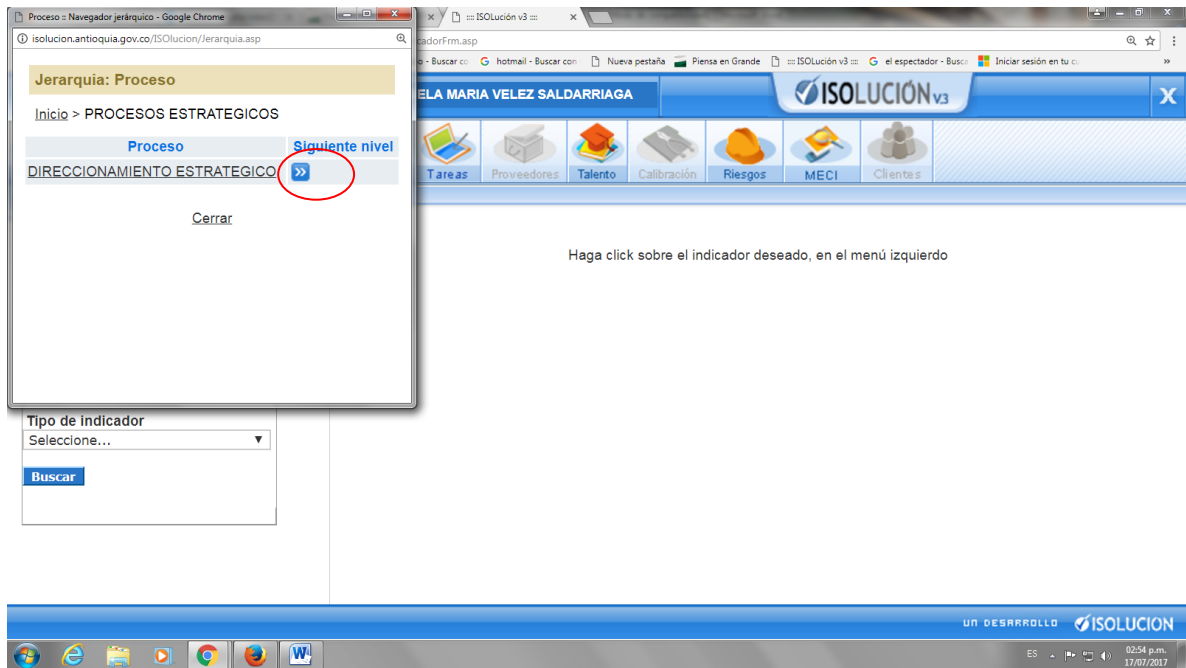 Proceso :: Navegador jerárquico - Google Chrome
isolucion.antioquia.gov.co/ISOlucion/Jerarquia.asp
Jerarquia: Proceso
Inicio > PROCESOS ESTRATEGICOS
Proceso Siguiente nivel
DIRECCIONAMIENTO ESTRATEGICO
Cerrar
:::: ISOLución v3 ::::
cadorFrm.asp
o - Buscar co hotmail - Buscar con Nueva pestaña Piensa en Grande :::: ISOLución v3 :::: el espectador - Busca Iniciar sesión en tu cu
ELA MARIA VELEZ SALDARRIAGA
ISOLUCIÓN V3
X
Tareas Proveedores Talento Calibración Riesgos MECI Clientes
Haga click sobre el indicador deseado, en el menú izquierdo
Tipo de indicador
Seleccione...
Buscar
UN DESARROLLO ISOLUCION
ES 02:54 p.m.
17/07/2017